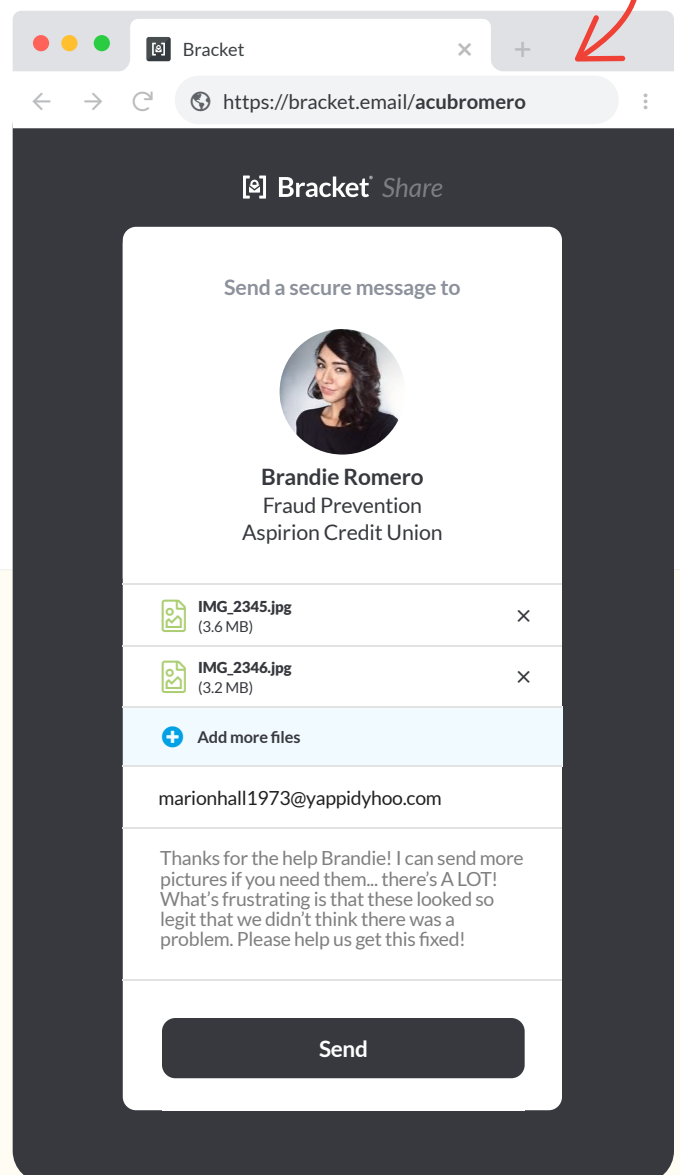 Bracket
https://bracket.email/acubromero
Bracket Share
Send a secure message to
Brandie Romero
Fraud Prevention
Aspirion Credit Union
IMG_2345.jpg
(3.6 MB)
IMG_2346.jpg
(3.2 MB)
Add more files
marionhall1973@yappidyhoo.com
Thanks for the help Brandie! I can send more
pictures if you need them... there's A LOT!
What's frustrating is that these looked so
legit that we didn't think there was a
problem. Please help us get this fixed!
Send